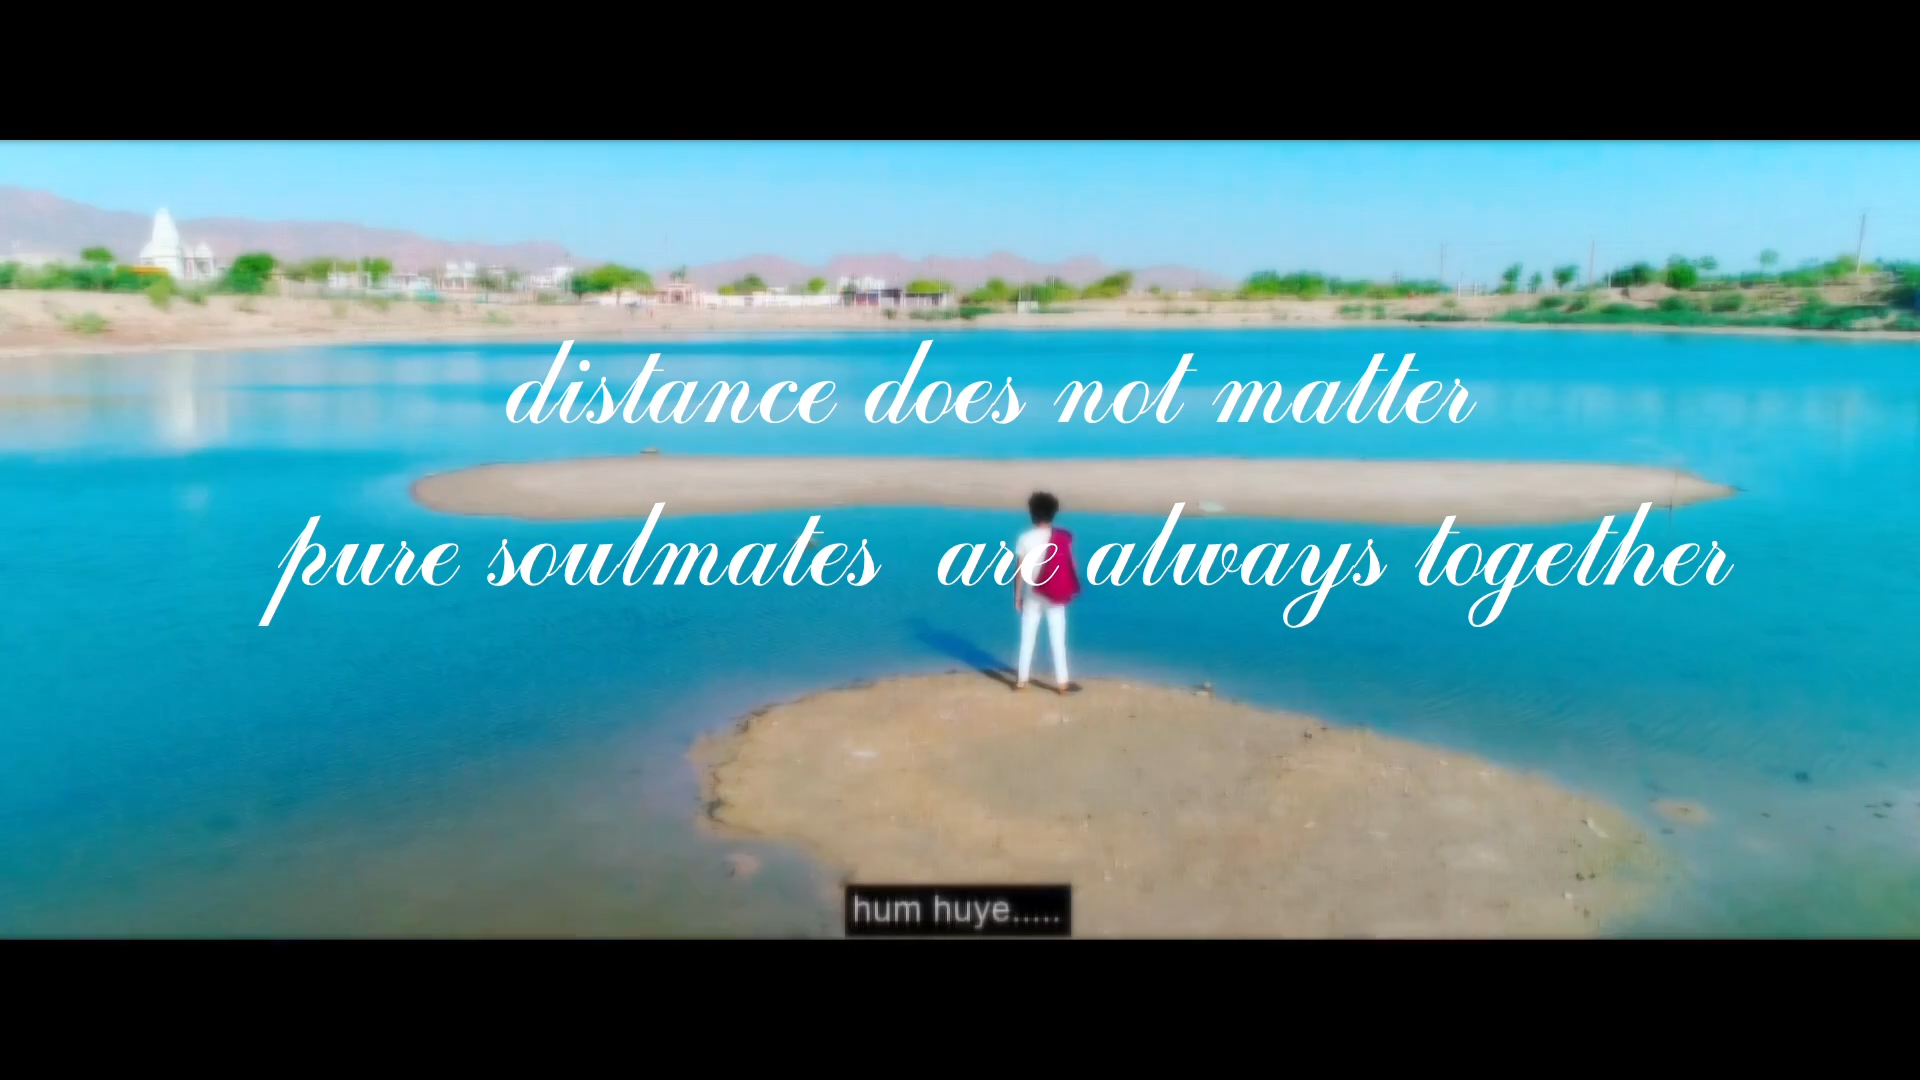 distance does not matter
pure soulmates are always together
hum huye.....